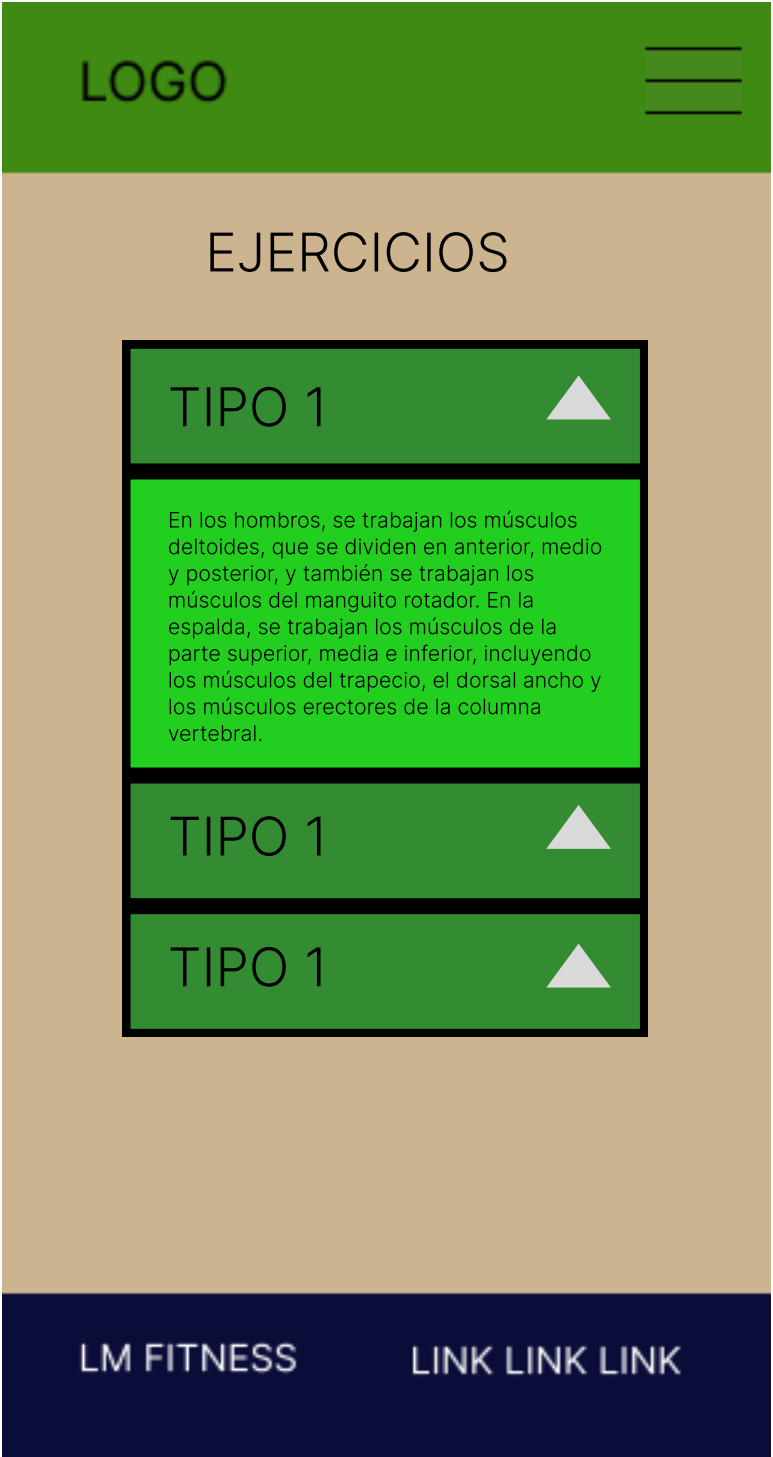 LOGO
EJERCICIOS
TIPO 1
En los hombros, se trabajan los músculos
deltoides, que se dividen en anterior, medio
y posterior, y también se trabajan los
músculos del manguito rotador. En la
espalda, se trabajan los músculos de la
parte superior, media e inferior, incluyendo
los músculos del trapecio, el dorsal ancho y
los músculos erectores de la columna
vertebral.
TIPO 1
TIPO 1
LM FITNESS
LINK LINK LINK